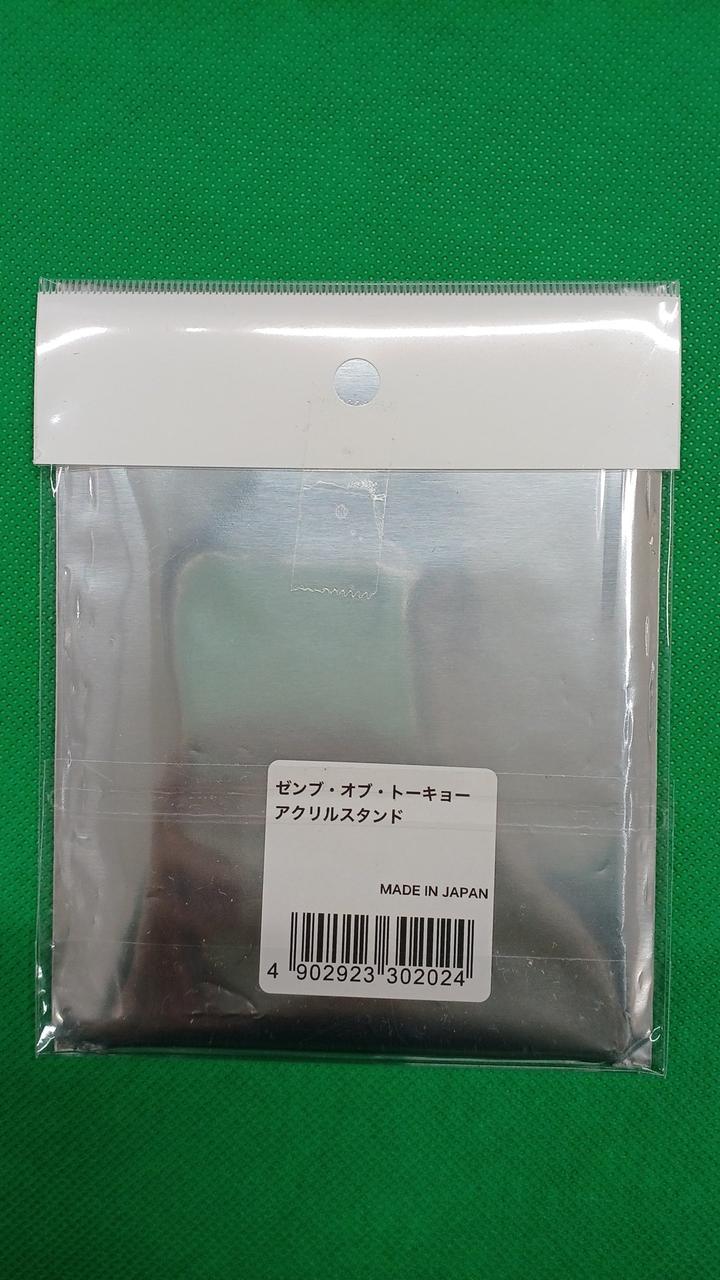 ゼンブ・オブ・トーキョー
アクリルスタンド
MADE IN JAPAN
4 902923 302024